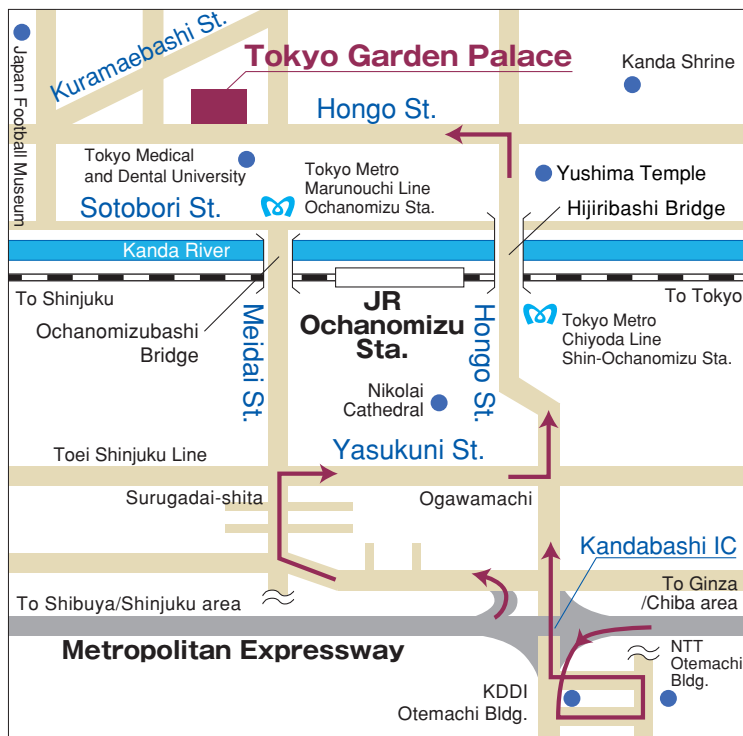 Kuramaebashi St.
Japan Football Museum
Tokyo Garden Palace
Kanda Shrine
Hongo St.
Tokyo Medical
and Dental University
Tokyo Metro
Marunouchi Line
Ochanomizu Sta.
Yushima Temple
Sotobori St.
Hijiribashi Bridge
Kanda River
To Shinjuku
To Tokyo
JR
Ochanomizu
Sta.
Ochanomizubashi
Bridge
Meidai St.
Hongo St.
Tokyo Metro
Chiyoda Line
Shin-Ochanomizu Sta.
Nikolai
Cathedral
Yasukuni St.
Toei Shinjuku Line
Surugadai-shita
Ogawamachi
Kandabashi IC
To Ginza
/Chiba area
To Shibuya/Shinjuku area
Metropolitan Expressway
NTT
Otemachi
Bldg.
KDDI
Otemachi Bldg.